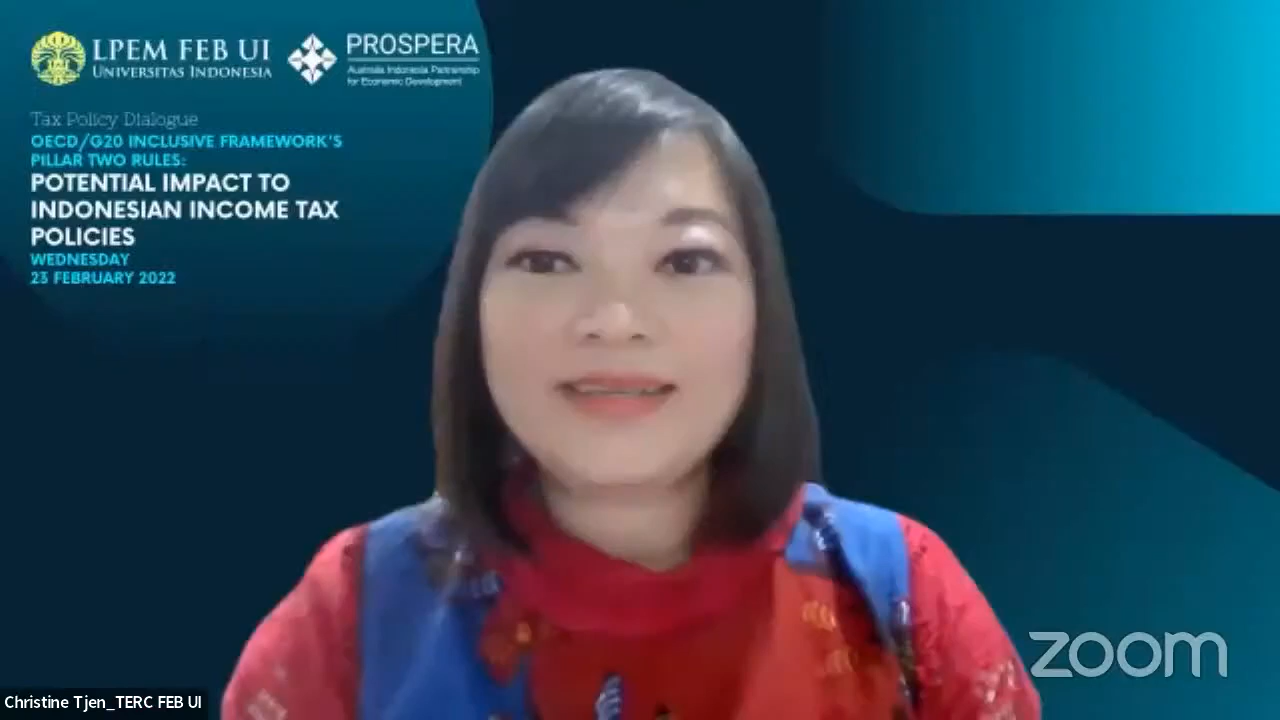 LPEM FEB UI
UNIVERSITAS INDONESIA
PROSPERA
Australia Indonesia Partnership
for Economic Development
Tax Policy Dialogue
OECD/G20 INCLUSIVE FRAMEWORK'S
PILLAR TWO RULES:
POTENTIAL IMPACT TO
INDONESIAN INCOME TAX
POLICIES
WEDNESDAY
23 FEBRUARY 2022
zoom
Christine Tjen_TERC FEB UI